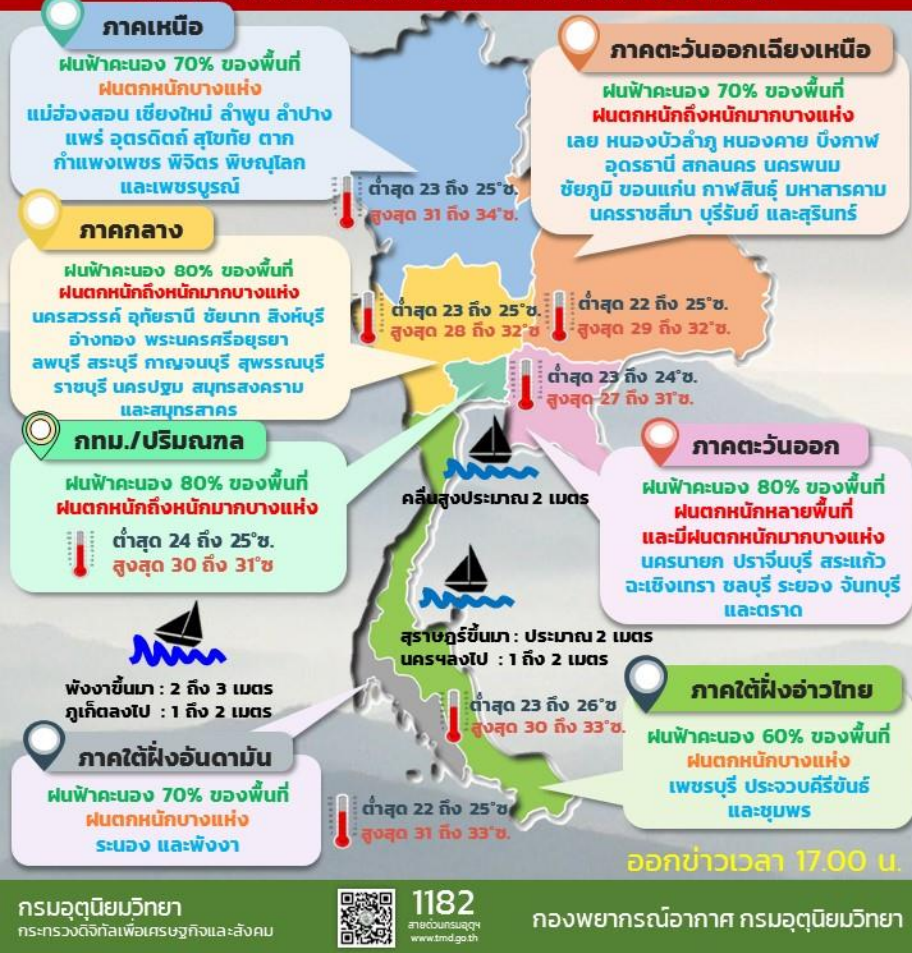 ภาคเหนือ
ฝนฟ้าคะนอง 70% ของพื้นที่
ฝนตกหนักบางแห่ง
แม่ฮ่องสอน เชียงใหม่ ลำพูน ลำปาง
แพร่ อุตรดิตถ์ สุโขทัย ตาก
กำแพงเพชร พิจิตร พิษณุโลก
และเพชรบูรณ์
ต่ำสุด 23 ถึง 25°ซ.
สูงสุด 31 ถึง 34°ซ.
ภาคตะวันออกเฉียงเหนือ
ฝนฟ้าคะนอง 70% ของพื้นที่
ฝนตกหนักถึงหนักมากบางแห่ง
เลย หนองบัวลำภู หนองคาย บึงกาฬ
อุดรธานี สกลนคร นครพนม
ชัยภูมิ ขอนแก่น กาฬสินธุ์ มหาสารคาม
นครราชสีมา บุรีรัมย์ และสุรินทร์
ต่ำสุด 22 ถึง 25°ซ.
สูงสุด 29 ถึง 32°ซ.
ภาคกลาง
ฝนฟ้าคะนอง 80% ของพื้นที่
ฝนตกหนักถึงหนักมากบางแห่ง
นครสวรรค์ อุทัยธานี ชัยนาท สิงห์บุรี
อ่างทอง พระนครศรีอยุธยา
ลพบุรี สระบุรี กาญจนบุรี สุพรรณบุรี
ราชบุรี นครปฐม สมุทรสงคราม
และสมุทรสาคร
ต่ำสุด 23 ถึง 25°ซ.
สูงสุด 28 ถึง 32°ซ
ต่ำสุด 23 ถึง 24°ซ.
สูงสุด 27 ถึง 31°ซ.
กทม./ปริมณฑล
ฝนฟ้าคะนอง 80% ของพื้นที่
ฝนตกหนักถึงหนักมากบางแห่ง
ต่ำสุด 24 ถึง 25°ซ.
สูงสุด 30 ถึง 31°ซ
คลื่นสูงประมาณ 2 เมตร
ภาคตะวันออก
ฝนฟ้าคะนอง 80% ของพื้นที่
ฝนตกหนักหลายพื้นที่
และมีฝนตกหนักมากบางแห่ง
นครนายก ปราจีนบุรี สระแก้ว
ฉะเชิงเทรา ชลบุรี ระยอง จันทบุรี
และตราด
สุราษฎร์ขึ้นมา : ประมาณ 2 เมตร
นครฯลงไป : 1 ถึง 2 เมตร
พังงาขึ้นมา : 2 ถึง 3 เมตร
ภูเก็ตลงไป : 1 ถึง 2 เมตร
ต่ำสุด 23 ถึง 26°ซ
สูงสุด 30 ถึง 33°ซ.
ภาคใต้ฝั่งอ่าวไทย
ฝนฟ้าคะนอง 60% ของพื้นที่
ฝนตกหนักบางแห่ง
เพชรบุรี ประจวบคีรีขันธ์
และชุมพร
ภาคใต้ฝั่งอันดามัน
ฝนฟ้าคะนอง 70% ของพื้นที่
ฝนตกหนักบางแห่ง
ระนอง และพังงา
ต่ำสุด 22 ถึง 25°ซ
สูงสุด 31 ถึง 33°ซ.
ออกข่าวเวลา 17.00 น.
กรมอุตุนิยมวิทยา
กระทรวงดิจิทัลเพื่อเศรษฐกิจและสังคม
1182
สายด่วนกรมอุตุฯ
www.tmd.go.th
กองพยากรณ์อากาศ กรมอุตุนิยมวิทยา